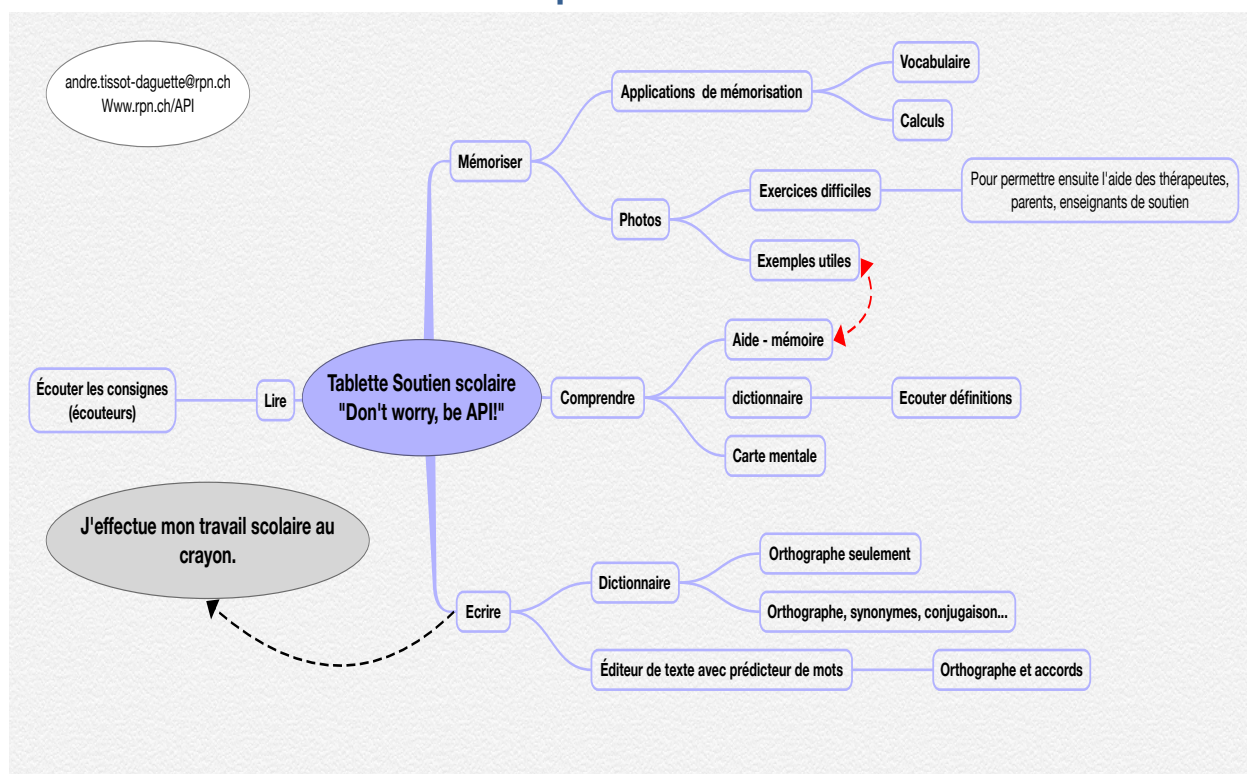 andre.tissot-daguette@rpn.ch
Www.rpn.ch/API
Tablette Soutien scolaire
"Don't worry, be API!"
Mémoriser
Applications de mémorisation
Vocabulaire
Calculs
Photos
Exercices difficiles
Pour permettre ensuite l'aide des thérapeutes,
parents, enseignants de soutien
Exemples utiles
Comprendre
Aide - mémoire
dictionnaire
Ecouter définitions
Carte mentale
Lire
Écouter les consignes
(écouteurs)
J'effectue mon travail scolaire au
crayon.
Ecrire
Dictionnaire
Orthographe seulement
Orthographe, synonymes, conjugaison...
Éditeur de texte avec prédicteur de mots
Orthographe et accords